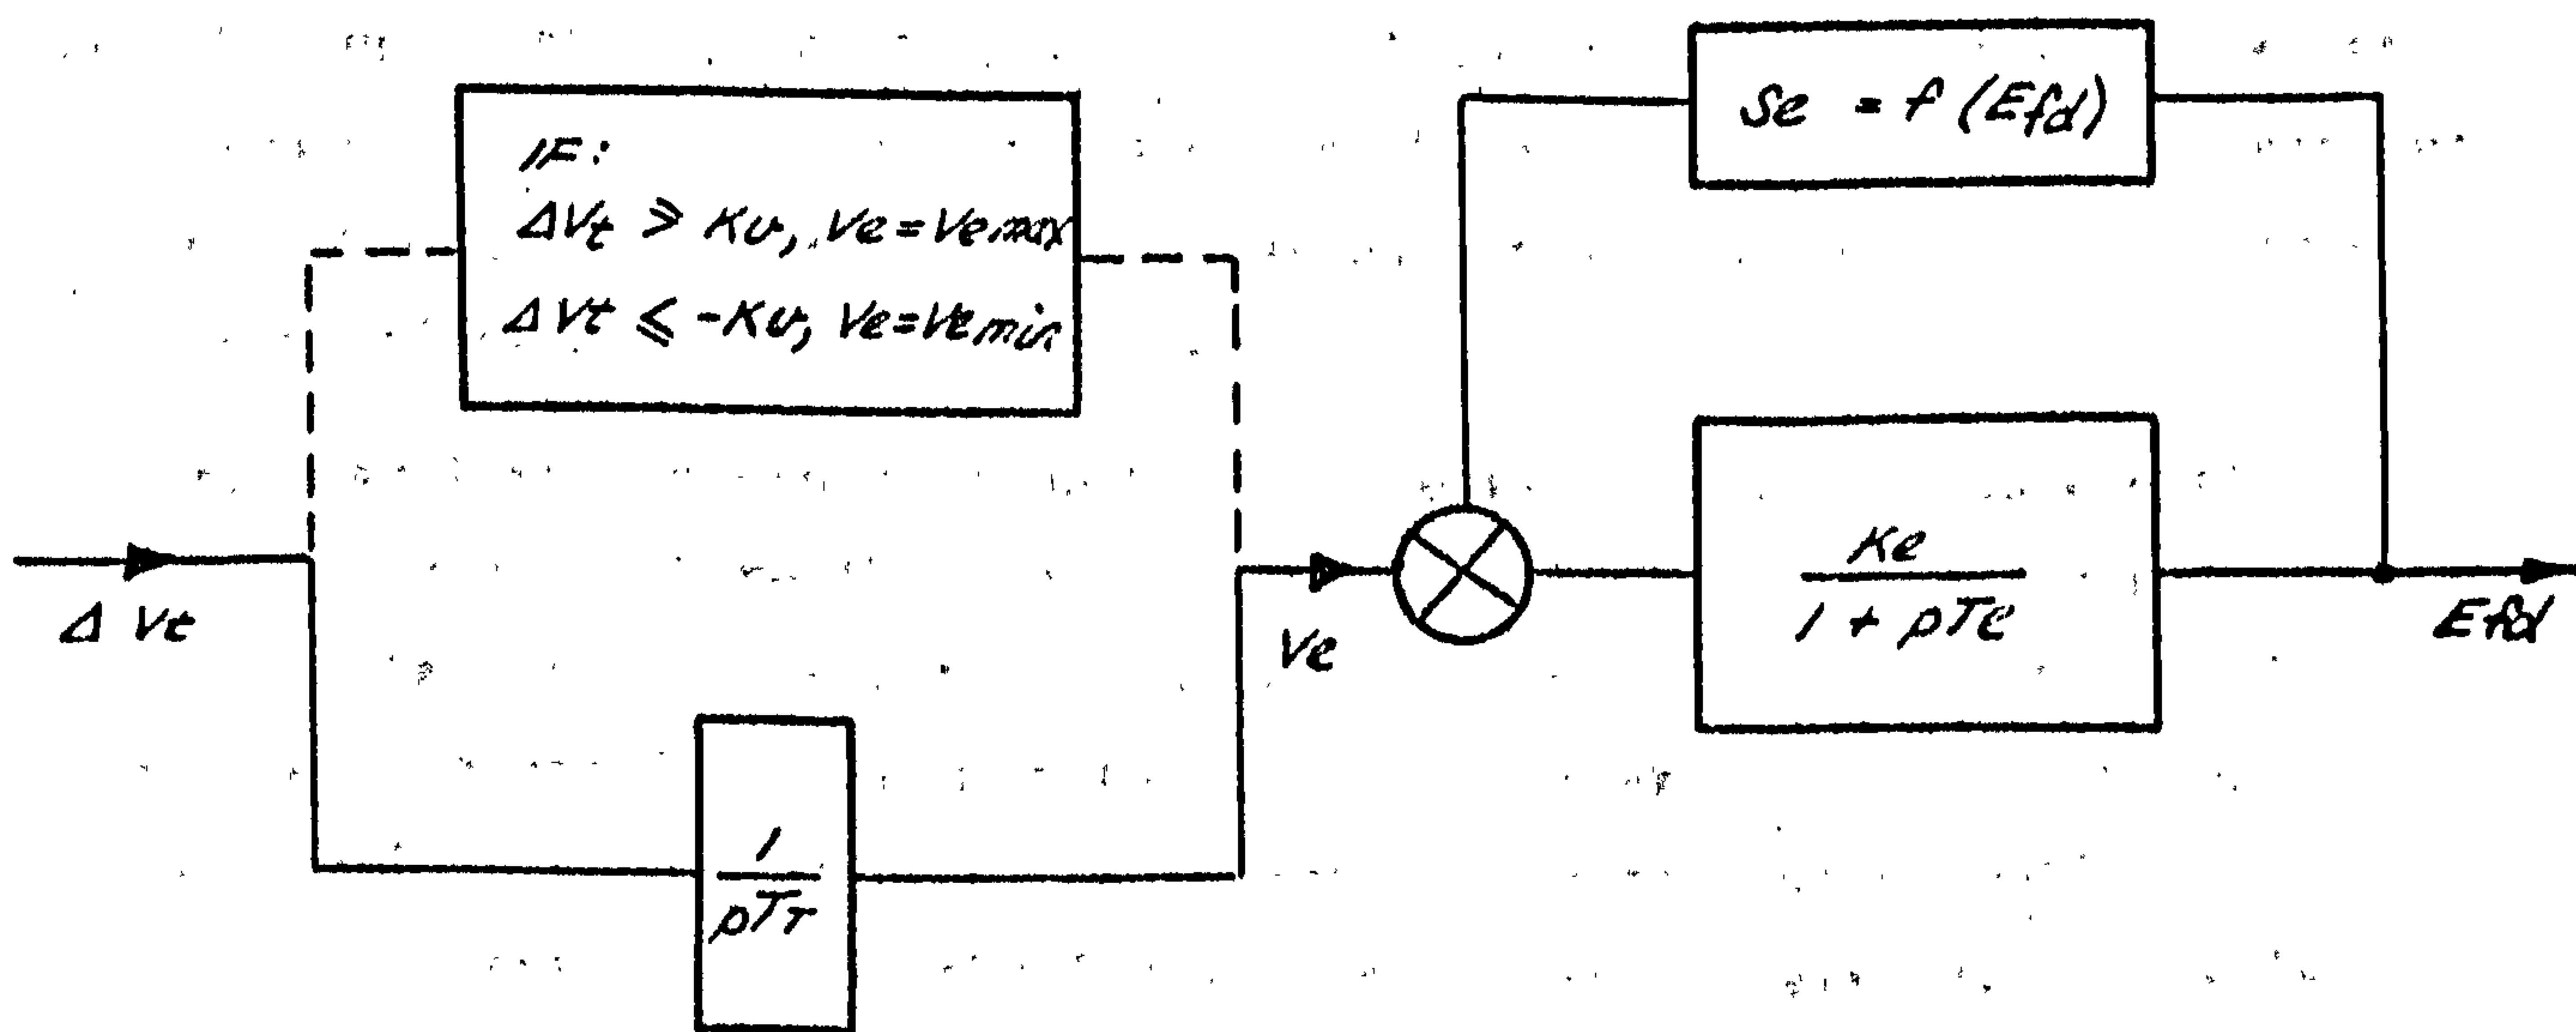 Se = f (Efd)
IF:
ΔVt ⩾ Kv, Ve = Vemax
ΔVt ⩽ -Kv, Ve = Vemin
ΔVt
Ve
Ke
1 + pTe
Efd
1
pTr